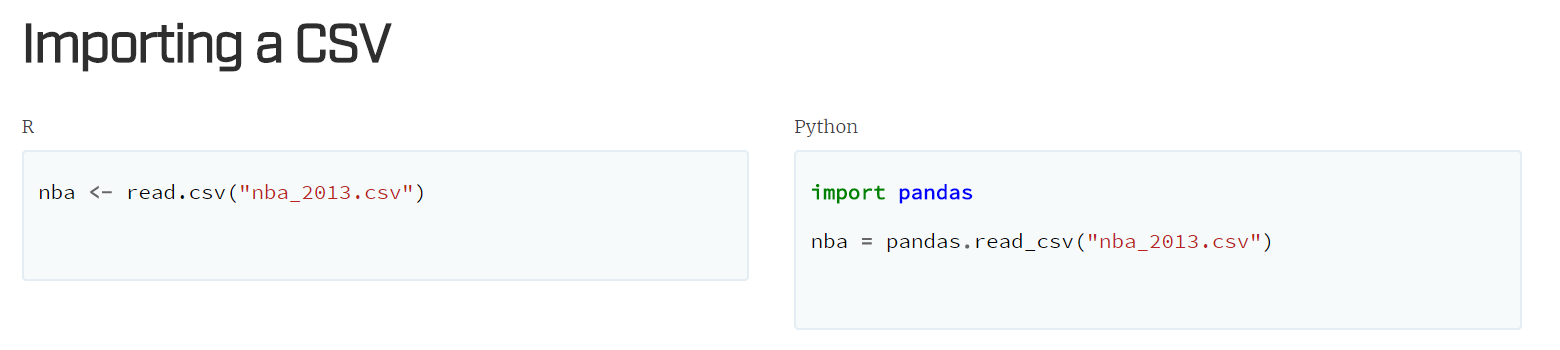 Importing a CSV
R
nba <- read.csv("nba_2013.csv")
Python
import pandas
nba = pandas.read_csv("nba_2013.csv")